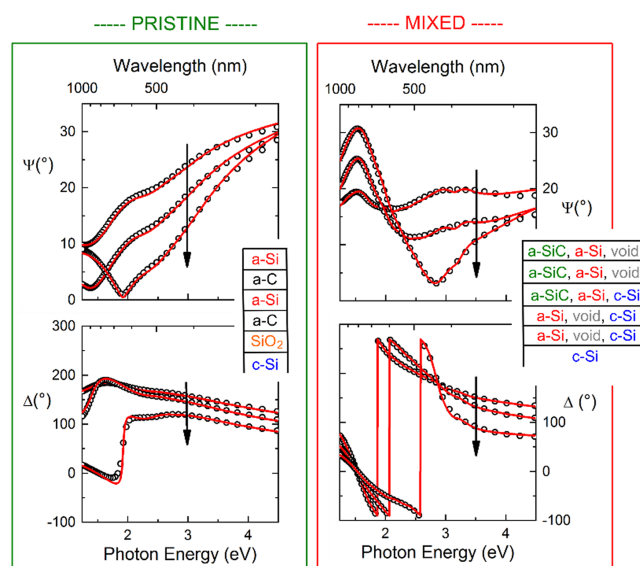 ----- PRISTINE -----
Wavelength (nm)
1000 500
30
Ψ(°)
20
10
0
a-Si
a-C
a-Si
a-C
SiO2
c-Si
300
200
Δ(°)
100
0
-100
2 3 4
Photon Energy (eV)
--- MIXED ---
Wavelength (nm)
1000 500
30
20
Ψ(°)
10
0
a-SiC, a-Si, void
a-SiC, a-Si, void
a-SiC, a-Si, c-Si
a-Si, void, c-Si
a-Si, void, c-Si
c-Si
100
Δ (°)
0
-100
2 3 4
Photon Energy (eV)